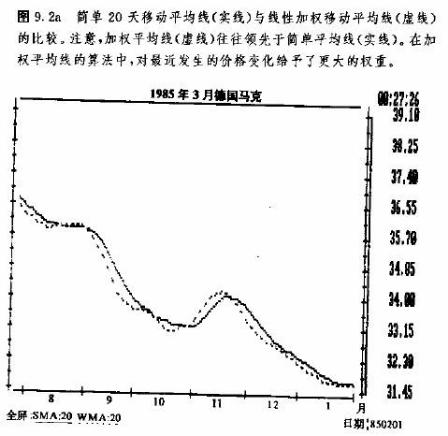 图 9.2a 简单 20 天移动平均线(实线)与线性加权移动平均线(虚线)
的比较。注意,加权平均线(虚线)往往领先于简单平均线(实线)。在加
权平均线的算法中,对最近发生的价格变化给予了更大的权重。
1985 年 3 月德国马克
00:27:26
39.10
38.25
37.40
36.55
35.70
34.85
34.00
33.15
32.30
31.45
8 9 10 11 12 1 月
全屏:SMA:20 WMA:20 日期:850201